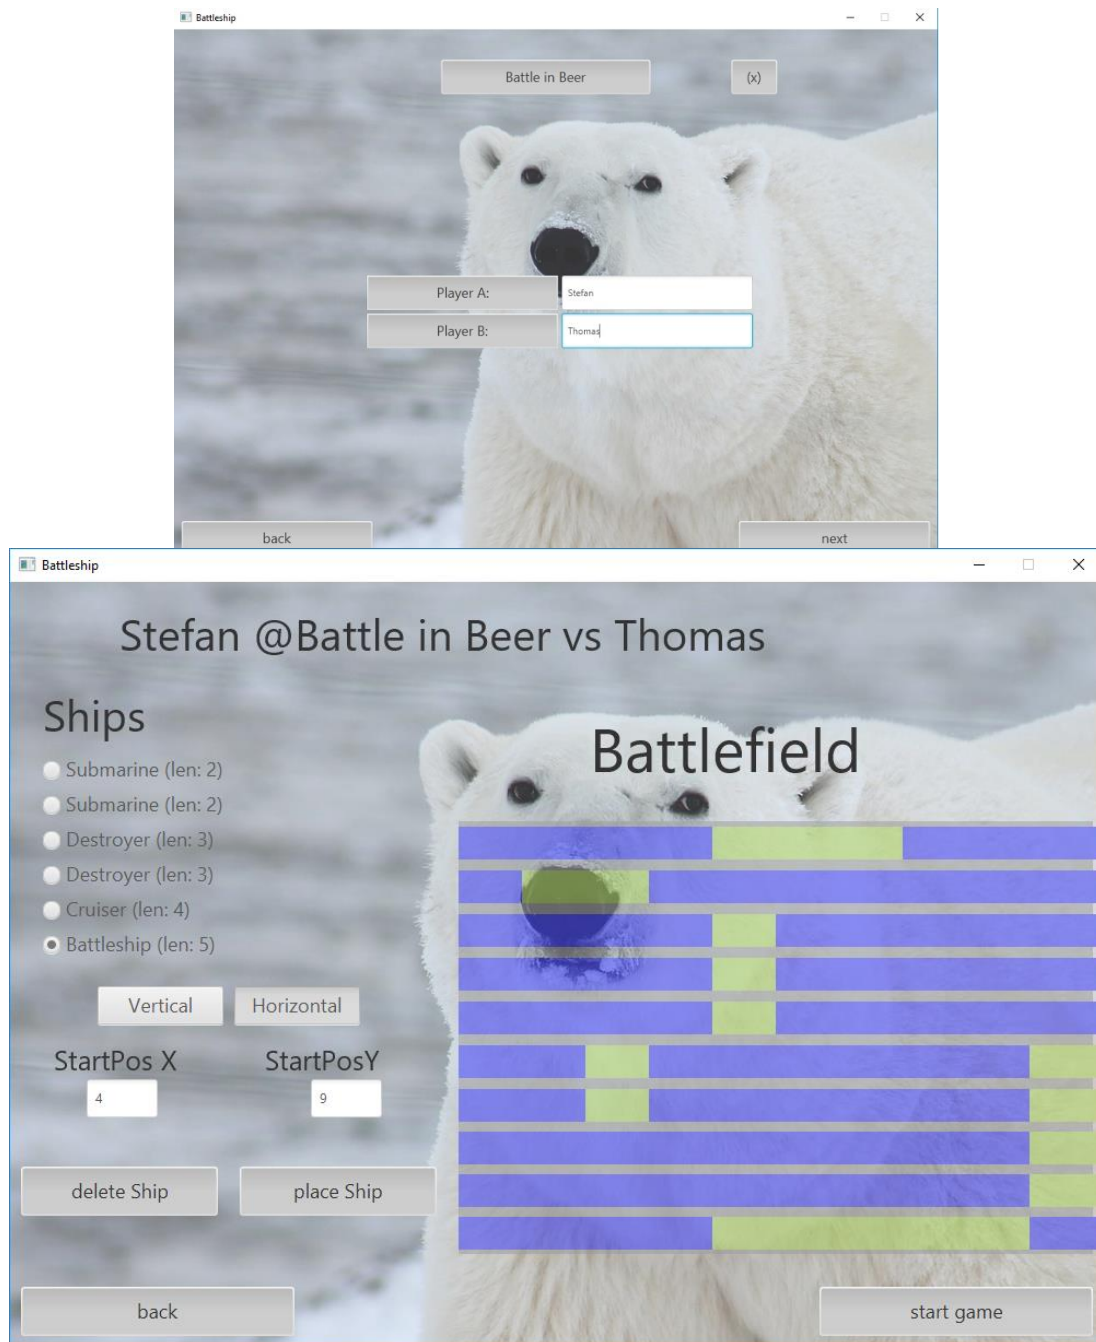 Battleship
Battle in Beer (x)
Player A: Stefan
Player B: Thomas
back next
Battleship
Stefan @Battle in Beer vs Thomas
Ships
Battlefield
Submarine (len: 2)
Submarine (len: 2)
Destroyer (len: 3)
Destroyer (len: 3)
Cruiser (len: 4)
Battleship (len: 5)
Vertical Horizontal
StartPos X StartPosY
4 9
delete Ship place Ship
back start game